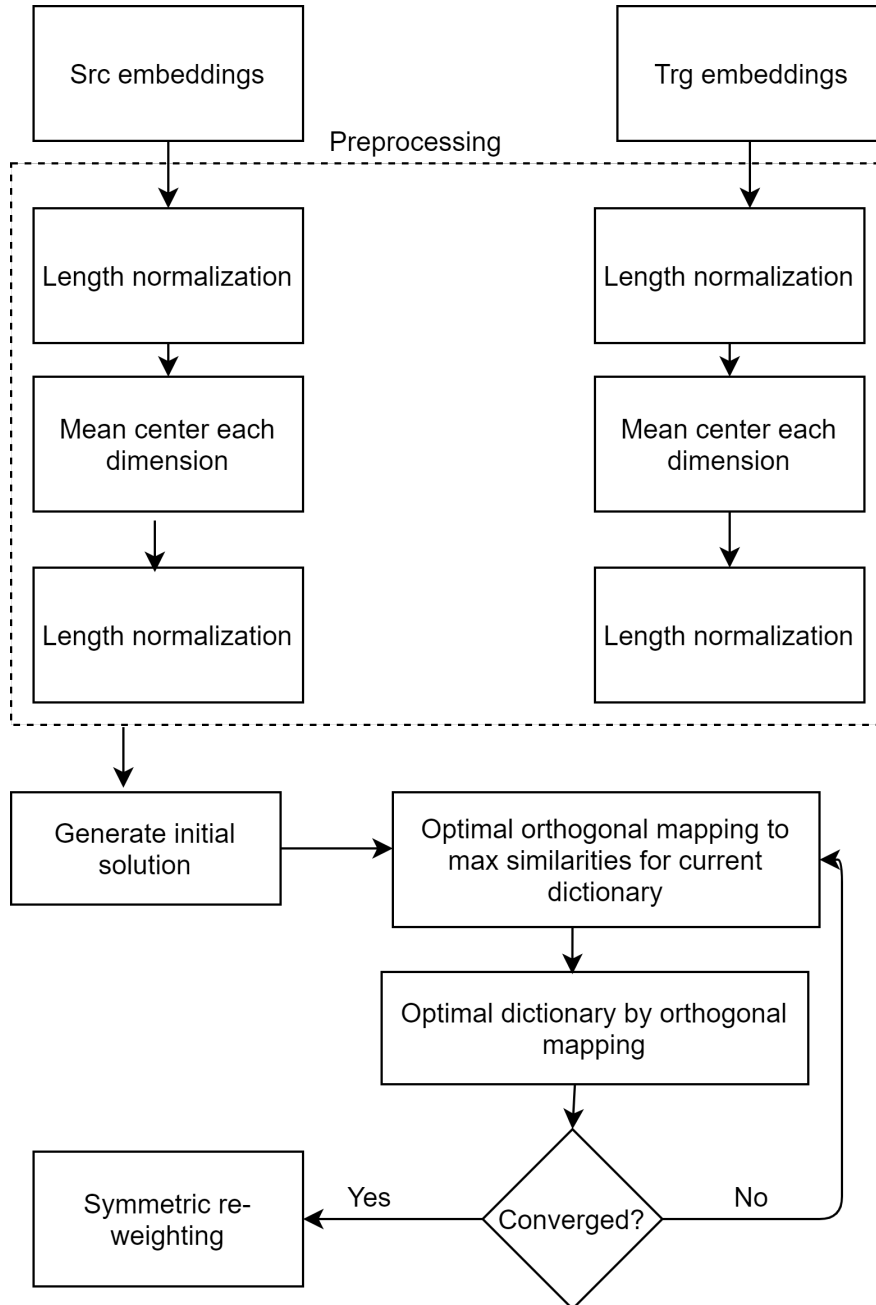 Src embeddings
Trg embeddings
Preprocessing
Length normalization
Length normalization
Mean center each
dimension
Mean center each
dimension
Length normalization
Length normalization
Generate initial
solution
Optimal orthogonal mapping to
max similarities for current
dictionary
Optimal dictionary by orthogonal
mapping
Symmetric re-
weighting
Yes
Converged?
No